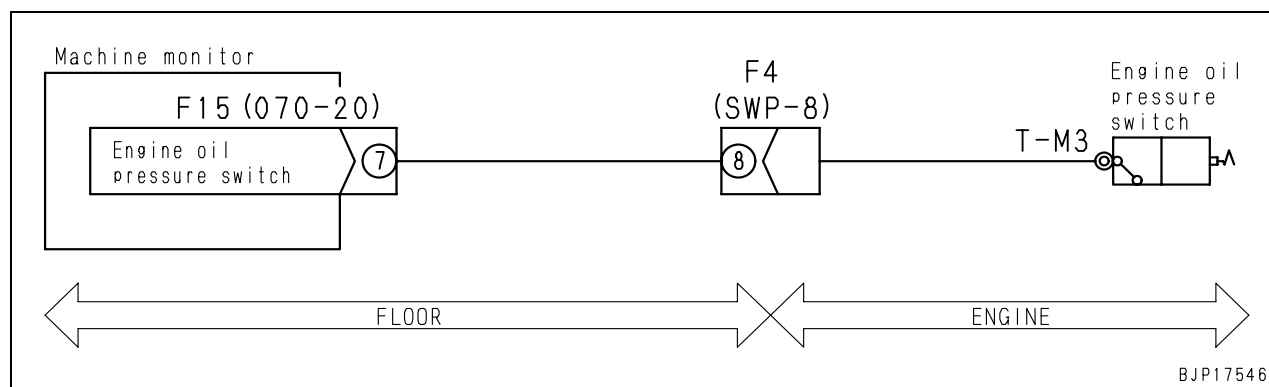 Machine monitor
F15 (070-20)
Engine oil
pressure switch
7
F4
(SWP-8)
8
T-M3
Engine oil
pressure
switch
FLOOR
ENGINE
BJP17546